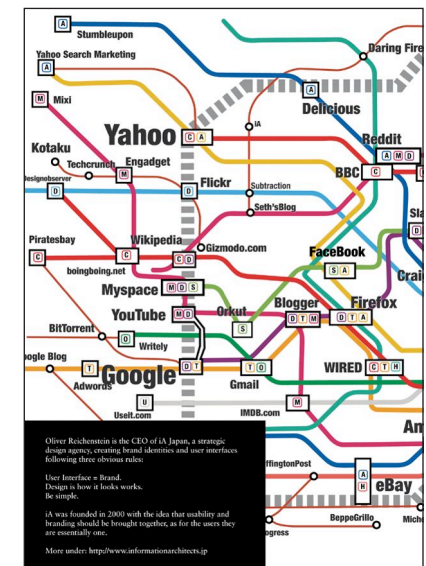 Stumbleupon
A
Daring Fire
Yahoo Search Marketing
A
A
Delicious
Mixi
M
iA
Yahoo
C A
Reddit
A M D
Kotaku
Techcrunch
Engadget
M
BBC
C
designobserver
D
Flickr
D
Subtraction
Seth'sBlog
Sla
D
Piratesbay
C
Wikipedia
C D
Gizmodo.com
C
boingboing.net
FaceBook
S A
Craig
Myspace
M D S
YouTube
M D
Orkut
S
Blogger
D T M
Firefox
D T A
BitTorrent
O
Writely
ogle Blog
T
Adwords
Google
D T
T O
Gmail
WIRED
C T H
U
Useit.com
M
IMDB.com
Am
Oliver Reichenstein is the CEO of iA Japan, a strategic
design agency, creating brand identities and user interfaces
following three obvious rules:
User Interface = Brand.
Design is how it looks works.
Be simple.
iA was founded in 2000 with the idea that usability and
branding should be brought together, as for the users they
are essentially one.
More under: http://www.informationarchitects.jp
ffingtonPost
A
H
eBay
BeppeGrillo
Micho
ogress